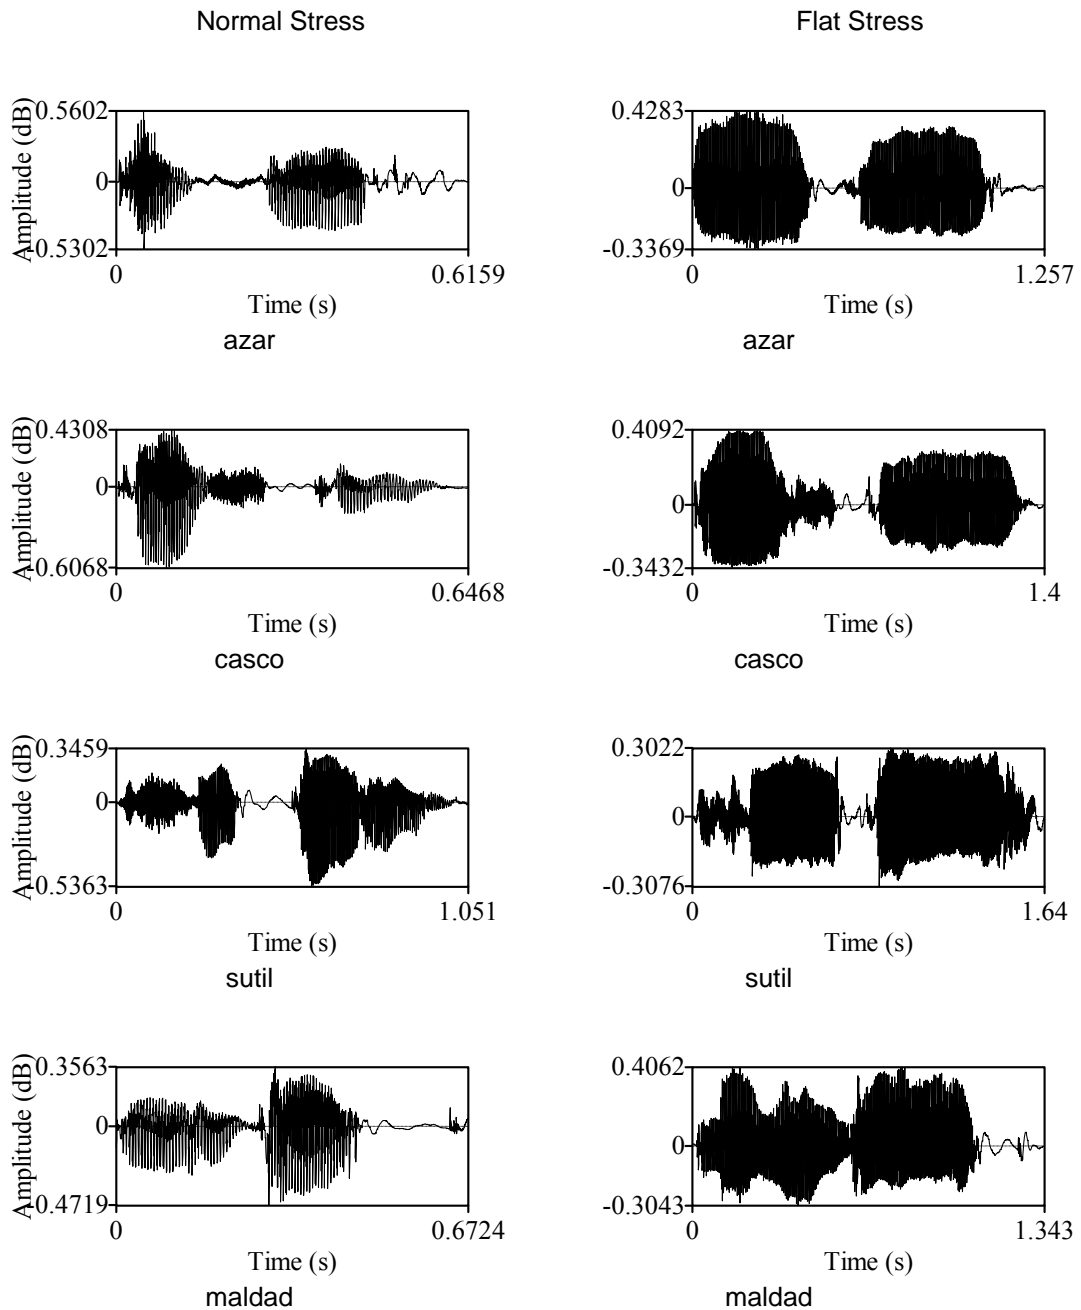 Normal Stress
Flat Stress
Amplitude (dB)
0.5602
0
-0.5302
0
0.6159
Time (s)
azar
0.4283
0
-0.3369
0
1.257
Time (s)
azar
Amplitude (dB)
0.4308
0
-0.6068
0
0.6468
Time (s)
casco
0.4092
0
-0.3432
0
1.4
Time (s)
casco
Amplitude (dB)
0.3459
0
-0.5363
0
1.051
Time (s)
sutil
0.3022
0
-0.3076
0
1.64
Time (s)
sutil
Amplitude (dB)
0.3563
0
-0.4719
0
0.6724
Time (s)
maldad
0.4062
0
-0.3043
0
1.343
Time (s)
maldad